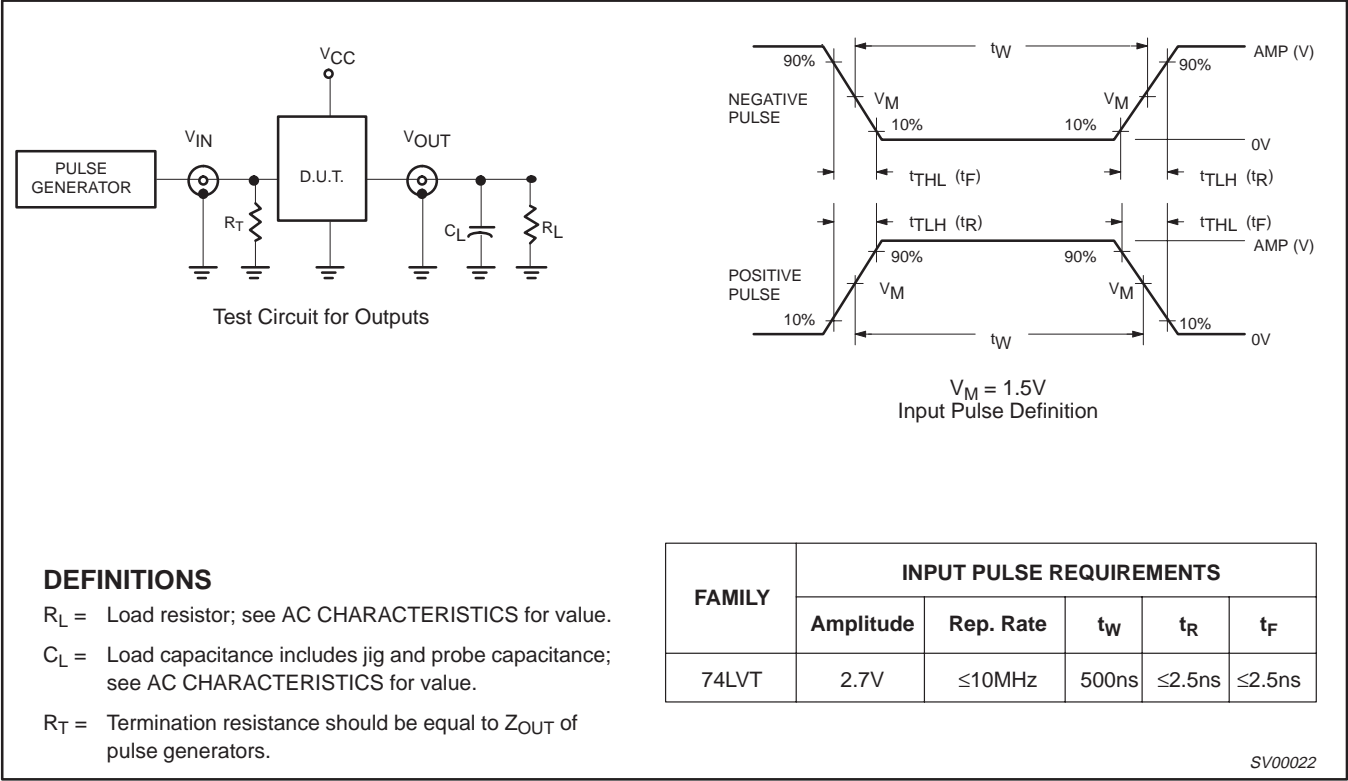 VCC
VIN
VOUT
PULSE
GENERATOR
D.U.T.
RT
CL
RL
Test Circuit for Outputs
90%
tW
90%
AMP (V)
NEGATIVE
PULSE
VM
VM
10%
10%
0V
tTHL (tF)
tTLH (tR)
tTLH (tR)
tTHL (tF)
AMP (V)
90%
90%
POSITIVE
PULSE
VM
VM
10%
10%
tW
0V
VM = 1.5V
Input Pulse Definition
DEFINITIONS
RL = Load resistor; see AC CHARACTERISTICS for value.
CL = Load capacitance includes jig and probe capacitance;
see AC CHARACTERISTICS for value.
RT = Termination resistance should be equal to ZOUT of
pulse generators.
FAMILY
INPUT PULSE REQUIREMENTS
Amplitude Rep. Rate tW tR tF
74LVT 2.7V ≤10MHz 500ns ≤2.5ns ≤2.5ns
SV00022